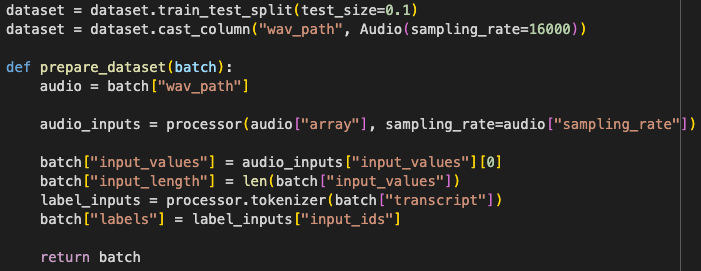 dataset = dataset.train_test_split(test_size=0.1)
dataset = dataset.cast_column("wav_path", Audio(sampling_rate=16000))
def prepare_dataset(batch):
    audio = batch["wav_path"]
    audio_inputs = processor(audio["array"], sampling_rate=audio["sampling_rate"])
    batch["input_values"] = audio_inputs["input_values"][0]
    batch["input_length"] = len(batch["input_values"])
    label_inputs = processor.tokenizer(batch["transcript"])
    batch["labels"] = label_inputs["input_ids"]
    return batch